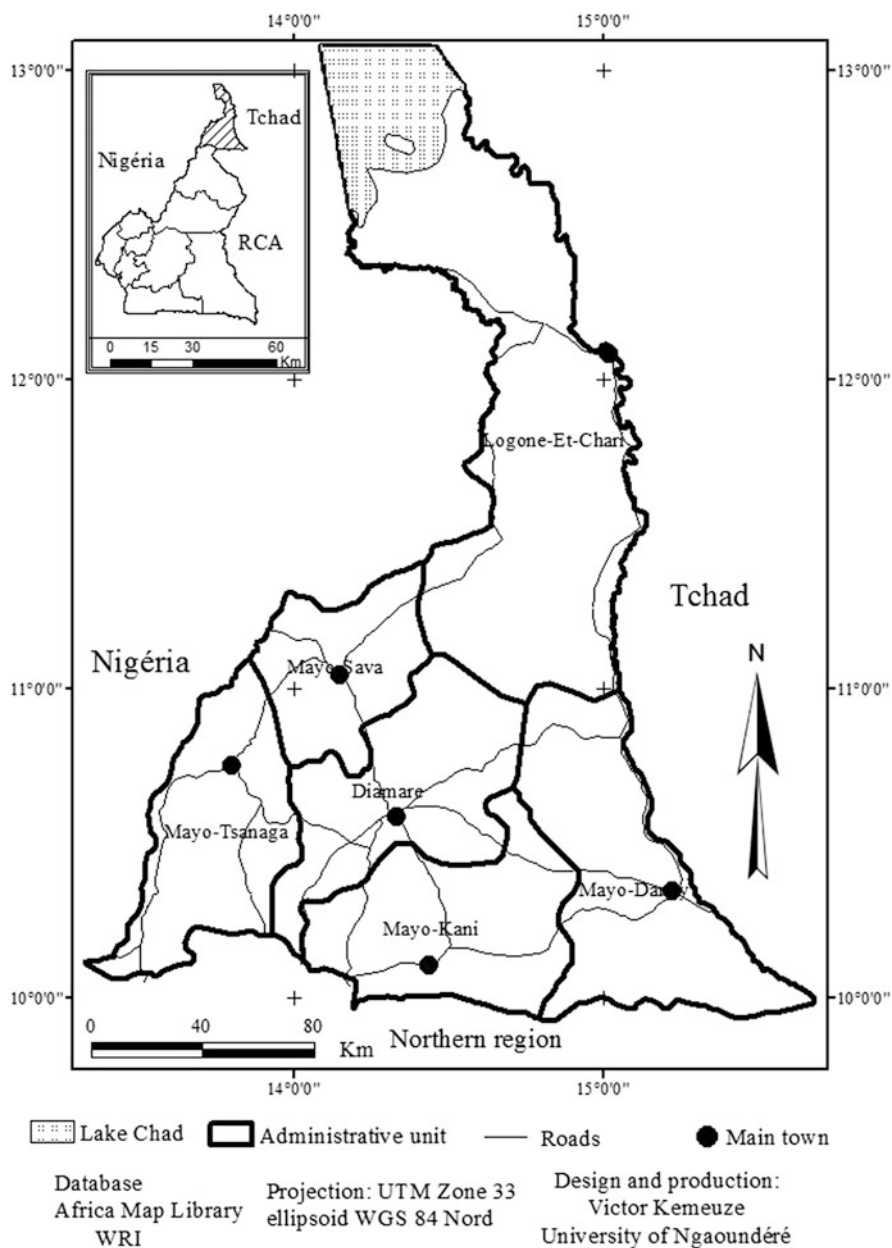 14°0'0"
15°0'0"
13°0'0"
13°0'0"
Tchad
Nigéria
RCA
0 15 30 60
Km
12°0'0"
12°0'0"
Logone-Et-Chari
Tchad
Nigéria
Mayo-Sava
N
11°0'0"
11°0'0"
Diamare
Mayo-Tsanaga
Mayo-Danay
Mayo-Kani
10°0'0"
10°0'0"
0 40 80
Km
Northern region
14°0'0"
15°0'0"
Lake Chad
Administrative unit
Roads
Main town
Database
Africa Map Library
WRI
Projection: UTM Zone 33
ellipsoid WGS 84 Nord
Design and production:
Victor Kemeuze
University of Ngaoundéré